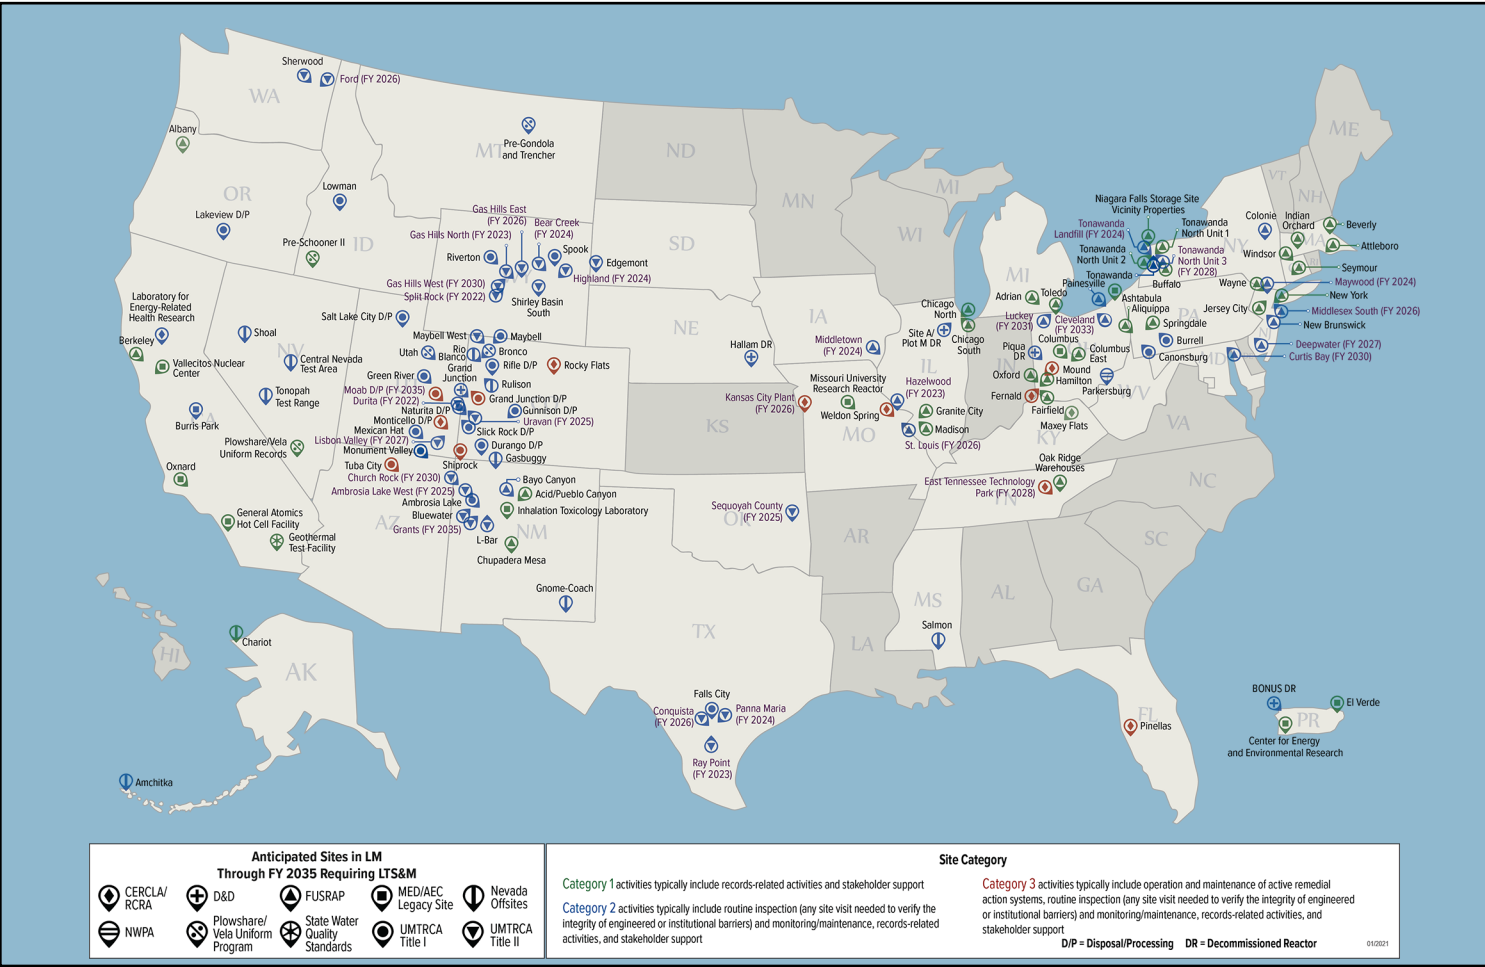 Sherwood
Ford (FY 2026)
WA
Albany
Pre-Gondola
and Trencher
MT
ND
MN
ME
OR
Lowman
Lakeview D/P
Pre-Schooner II
ID
Gas Hills East
(FY 2026)
Bear Creek
(FY 2024)
Gas Hills North (FY 2023)
Spook
Riverton
Edgemont
Highland (FY 2024)
Gas Hills West (FY 2030)
Split Rock (FY 2022)
Shirley Basin
South
SD
WI
MI
MI
VT
NH
Niagara Falls Storage Site
Vicinity Properties
Tonawanda
Landfill (FY 2024)
Tonawanda
North Unit 1
Tonawanda
North Unit 2
Tonawanda
North Unit 3
(FY 2028)
Tonawanda
Buffalo
Colonie
Indian
Orchard
Beverly
MA
Attleboro
NY
Windsor
Seymour
Painesville
Wayne
Maywood (FY 2024)
New York
Jersey City
Middlesex South (FY 2026)
New Brunswick
NJ
Deepwater (FY 2027)
Curtis Bay (FY 2030)
MD
Adrian
Toledo
Ashtabula
Aliquippa
PA
Springdale
Burrell
Canonsburg
Luckey
(FY 2031)
Cleveland
(FY 2033)
Columbus
Columbus
East
Piqua
DR
Mound
Oxford
Hamilton
Parkersburg
Fernald
Fairfield
Maxey Flats
WV
VA
KY
IN
Chicago
North
Chicago
South
Site A/
Plot M DR
IA
Middletown
(FY 2024)
IL
Hazelwood
(FY 2023)
Missouri University
Research Reactor
Kansas City Plant
(FY 2026)
Weldon Spring
Granite City
Madison
St. Louis (FY 2026)
MO
NE
Hallam DR
KS
Laboratory for
Energy-Related
Health Research
Berkeley
Vallecitos Nuclear
Center
Shoal
NV
Central Nevada
Test Area
Tonopah
Test Range
Burris Park
Plowshare/Vela
Uniform Records
Oxnard
General Atomics
Hot Cell Facility
Geothermal
Test Facility
Salt Lake City D/P
Maybell West
Maybell
Utah
Rio
Blanco
Bronco
Rifle D/P
Rocky Flats
Green River
Grand
Junction
Rulison
Moab D/P (FY 2035)
Durita (FY 2022)
Grand Junction D/P
Naturita D/P
Gunnison D/P
Monticello D/P
Uravan (FY 2025)
Mexican Hat
Slick Rock D/P
Lisbon Valley (FY 2027)
Durango D/P
Monument Valley
Gasbuggy
Tuba City
Shiprock
Church Rock (FY 2030)
Bayo Canyon
Ambrosia Lake West (FY 2025)
Acid/Pueblo Canyon
Ambrosia Lake
Inhalation Toxicology Laboratory
Bluewater
AZ
Grants (FY 2035)
L-Bar
NM
Chupadera Mesa
Gnome-Coach
Sequoyah County
(FY 2025)
OK
AR
Oak Ridge
Warehouses
East Tennessee Technology
Park (FY 2028)
TN
NC
SC
GA
AL
MS
Salmon
LA
TX
Falls City
Conquista
(FY 2026)
Panna Maria
(FY 2024)
Ray Point
(FY 2023)
FL
Pinellas
HI
Chariot
AK
Amchitka
BONUS DR
El Verde
PR
Center for Energy
and Environmental Research
Anticipated Sites in LM
Through FY 2035 Requiring LTS&M
CERCLA/
RCRA
D&D
FUSRAP
MED/AEC
Legacy Site
Nevada
Offsites
NWPA
Plowshare/
Vela Uniform
Program
State Water
Quality
Standards
UMTRCA
Title I
UMTRCA
Title II
Site Category
Category 1 activities typically include records-related activities and stakeholder support
Category 2 activities typically include routine inspection (any site visit needed to verify the
integrity of engineered or institutional barriers) and monitoring/maintenance, records-related
activities, and stakeholder support
Category 3 activities typically include operation and maintenance of active remedial
action systems, routine inspection (any site visit needed to verify the integrity of engineered
or institutional barriers) and monitoring/maintenance, records-related activities, and
stakeholder support
D/P = Disposal/Processing DR = Decommissioned Reactor
01/2021